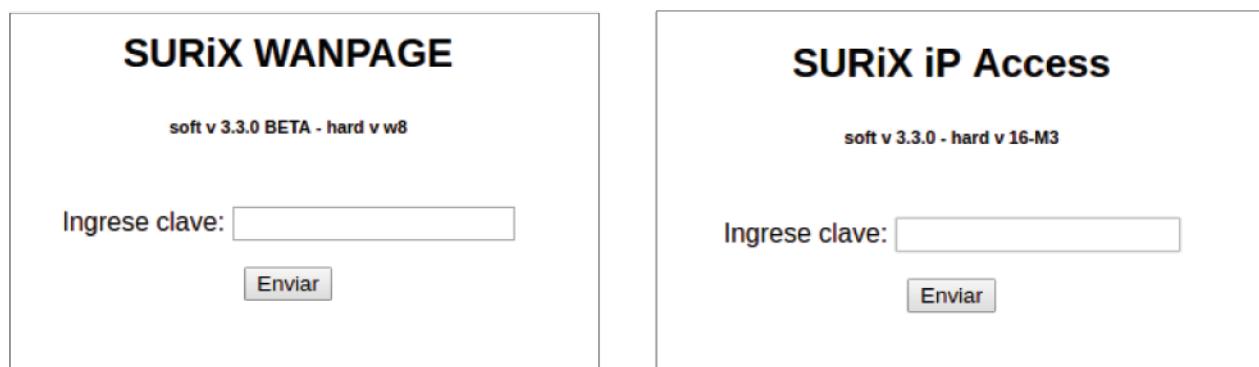 SURiX WANPAGE
soft v 3.3.0 BETA - hard v w8
Ingrese clave:
Enviar
SURiX iP Access
soft v 3.3.0 - hard v 16-M3
Ingrese clave:
Enviar